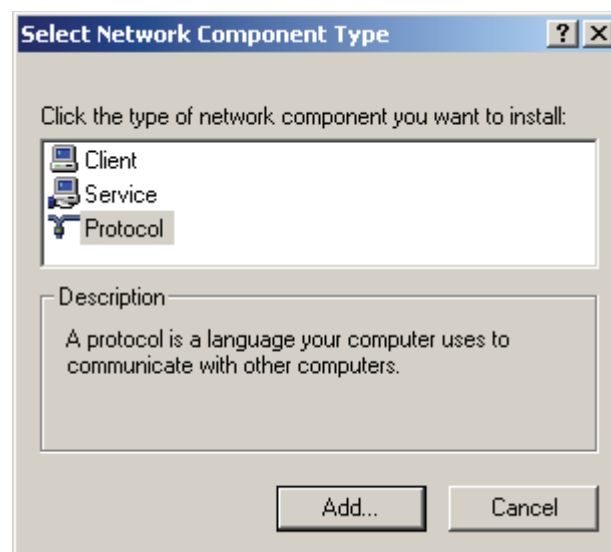 Select Network Component Type
Click the type of network component you want to install:
Client
Service
Protocol
Description
A protocol is a language your computer uses to
communicate with other computers.
Add...
Cancel